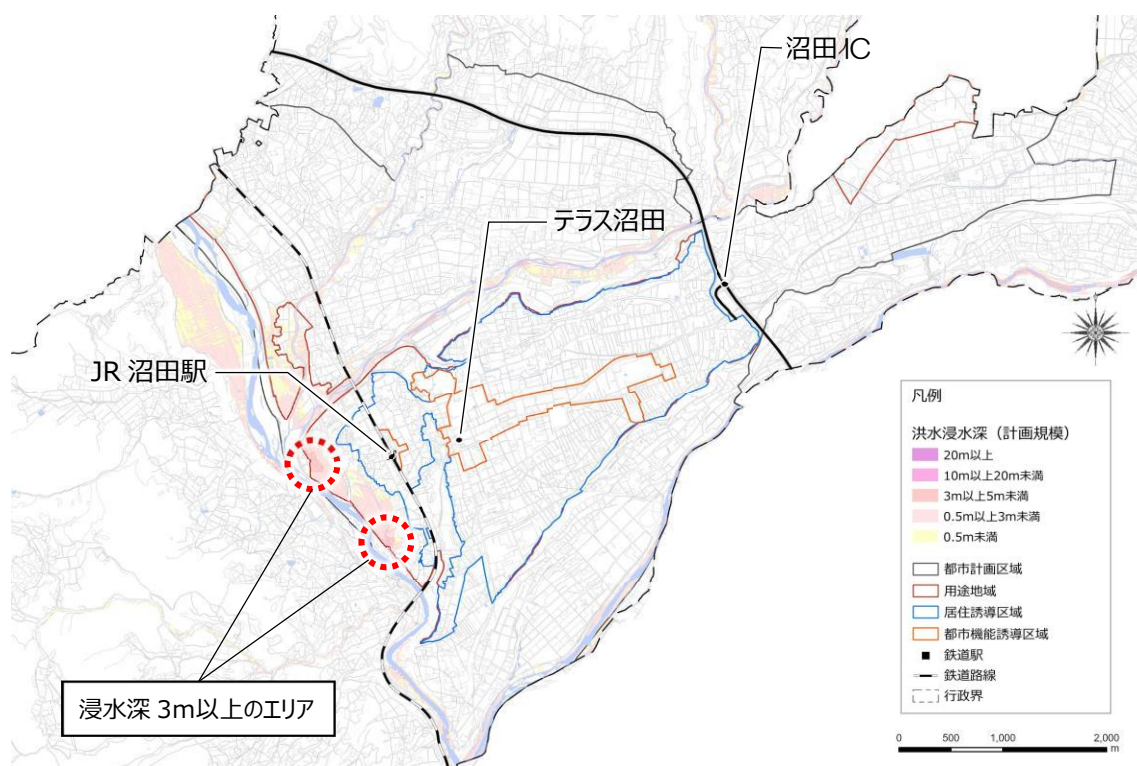 沼田 IC
テラス沼田
JR 沼田駅
浸水深 3m以上のエリア
凡例
洪水浸水深（計画規模）
20m以上
10m以上20m未満
3m以上5m未満
0.5m以上3m未満
0.5m未満
都市計画区域
用途地域
居住誘導区域
都市機能誘導区域
鉄道駅
鉄道路線
行政界
0 500 1,000 2,000
m